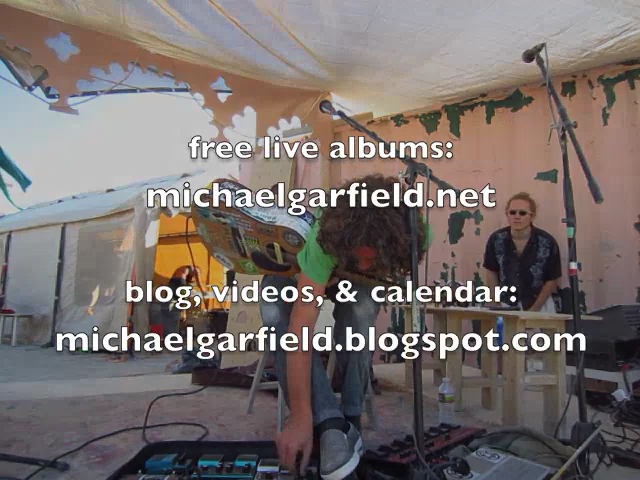 free live albums:
michaelgarfield.net
blog, videos, & calendar:
michaelgarfield.blogspot.com